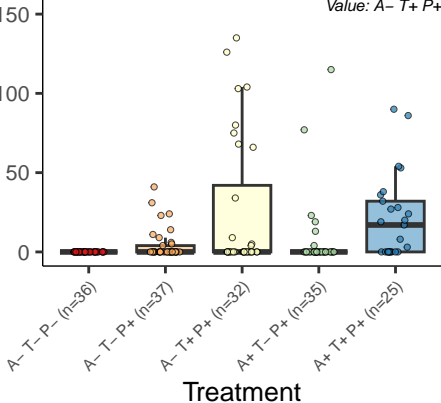 Value: A− T+ P+
150
100
50
0
A− T− P− (n=36)
A− T− P+ (n=37)
A− T+ P+ (n=32)
A+ T− P+ (n=35)
A+ T+ P+ (n=25)
Treatment